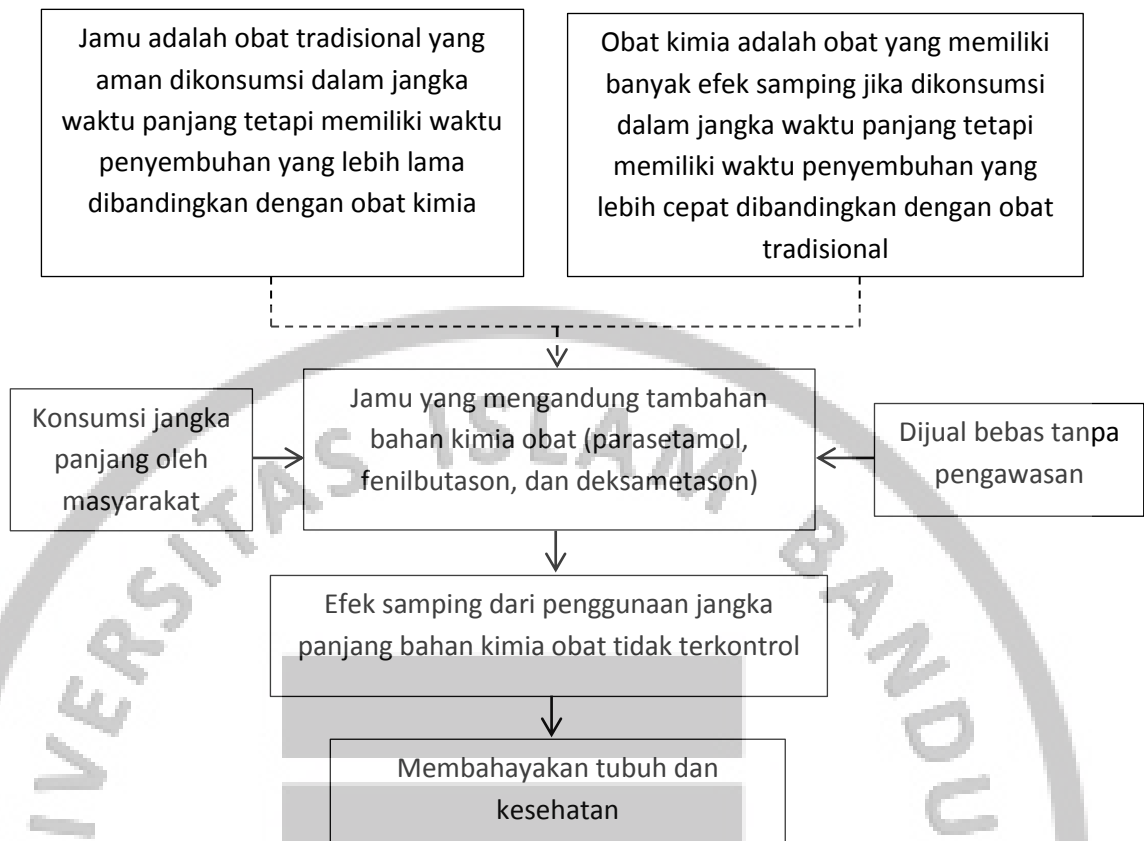 Jamu adalah obat tradisional yang
aman dikonsumsi dalam jangka
waktu panjang tetapi memiliki waktu
penyembuhan yang lebih lama
dibandingkan dengan obat kimia
Obat kimia adalah obat yang memiliki
banyak efek samping jika dikonsumsi
dalam jangka waktu panjang tetapi
memiliki waktu penyembuhan yang
lebih cepat dibandingkan dengan obat
tradisional
Konsumsi jangka
panjang oleh
masyarakat
Jamu yang mengandung tambahan
bahan kimia obat (parasetamol,
fenilbutason, dan deksametason)
Dijual bebas tanpa
pengawasan
Efek samping dari penggunaan jangka
panjang bahan kimia obat tidak terkontrol
Membahayakan tubuh dan
kesehatan
IVERSITAS ISLAM BANDU